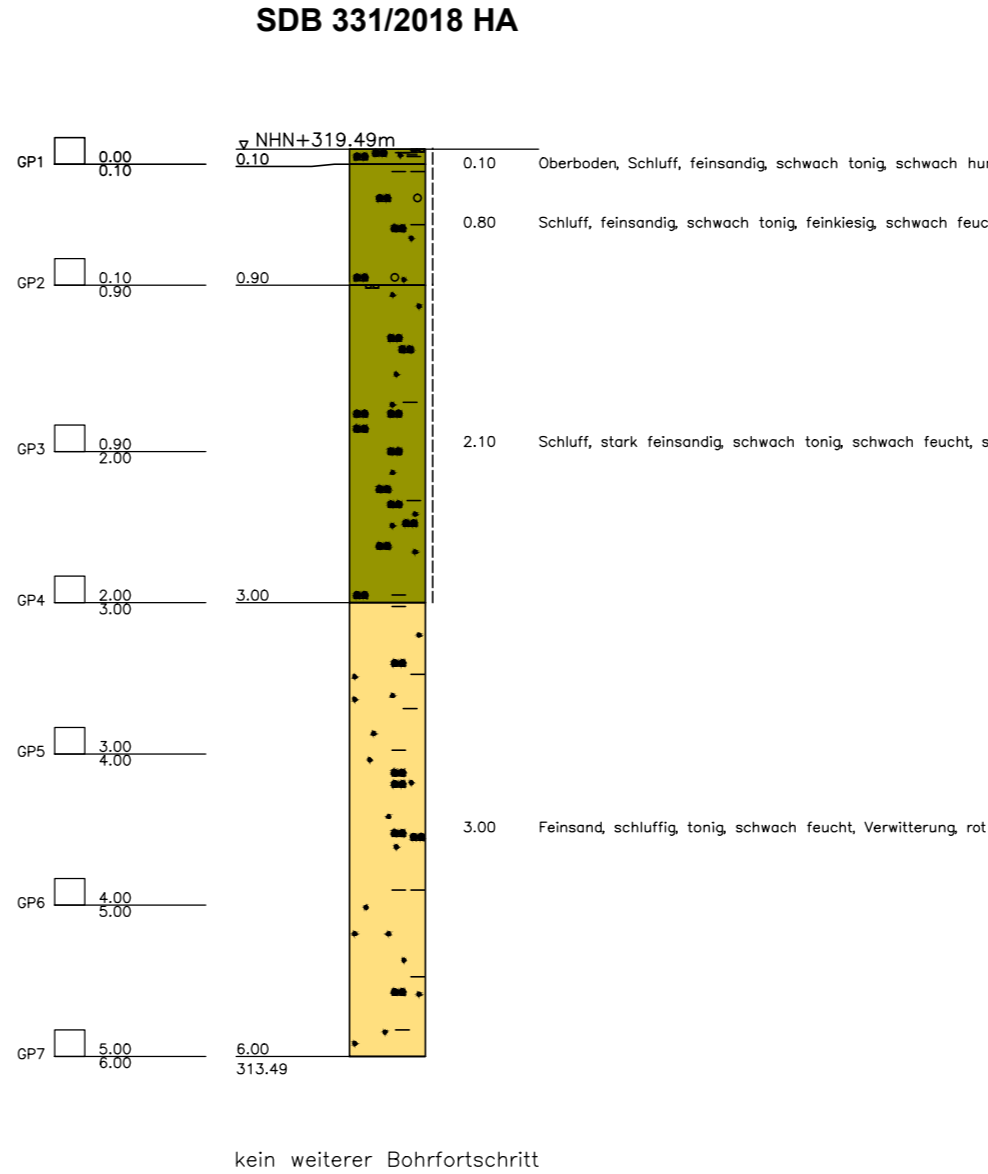 SDB 331/2018 HA
NHN+319.49m
GP1 0.00 0.10 0.10 0.10 Oberboden, Schluff, feinsandig, schwach tonig, schwach
0.80 Schluff, feinsandig, schwach tonig, feinkiesig, schwach
GP2 0.10 0.90 0.90
GP3 0.90 2.00 2.10 Schluff, stark feinsandig, schwach tonig, schwach feucht,
GP4 2.00 3.00 3.00
GP5 3.00 4.00
3.00 Feinsand, schluffig, tonig, schwach feucht, Verwitterung, rot
GP6 4.00 5.00
GP7 5.00 6.00 6.00
313.49
kein weiterer Bohrfortschritt